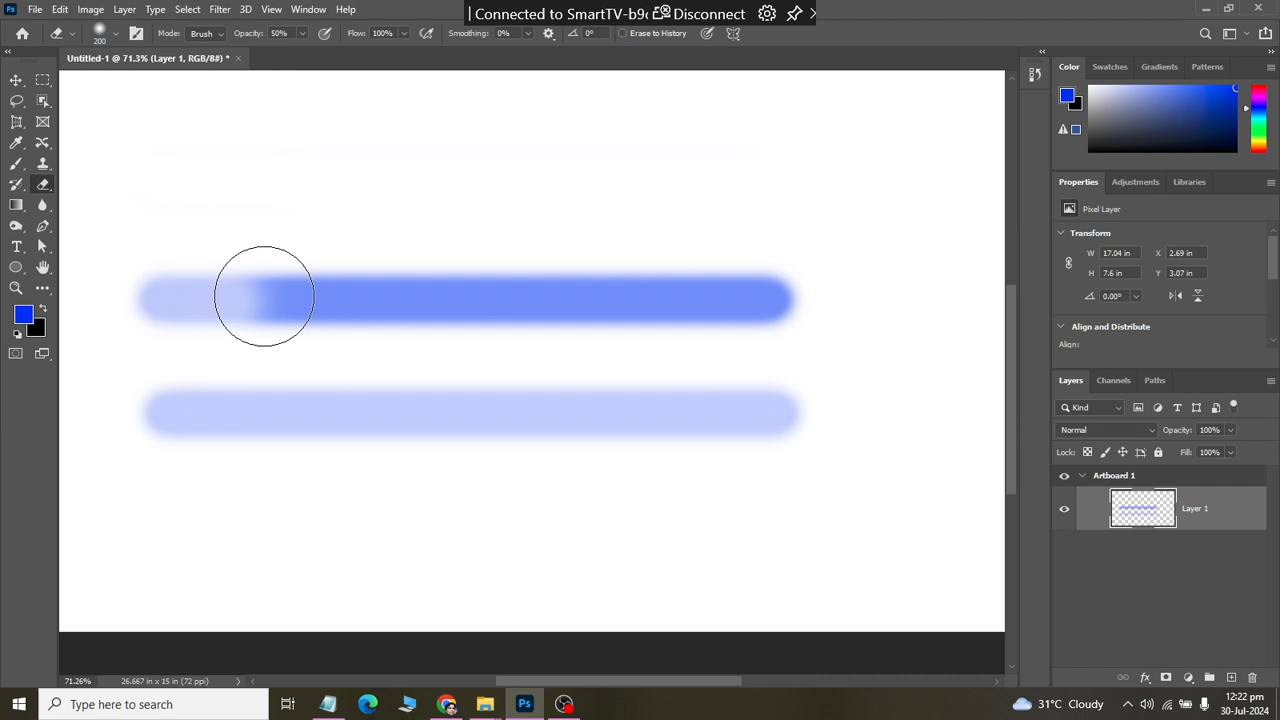 Ps File Edit Image Layer Type Select Filter 3D View Window Help
Connected to SmartTV-b9c Disconnect
200 Mode: Brush Opacity: 50% Flow: 100% Smoothing: 0% 0° Erase to History
Untitled-1 @ 71.3% (Layer 1, RGB/8#) *
Color Swatches Gradients Patterns
Properties Adjustments Libraries
Pixel Layer
Transform
W 17.04 in X 2.69 in
H 7.6 in Y 3.07 in
0.00°
Align and Distribute
Align:
Layers Channels Paths
Kind
Normal Opacity: 100%
Lock: Fill: 100%
Artboard 1
Layer 1
71.26% 26.667 in x 15 in (72 ppi)
Type here to search
Ps
31°C Cloudy
12:22 pm
30-Jul-2024